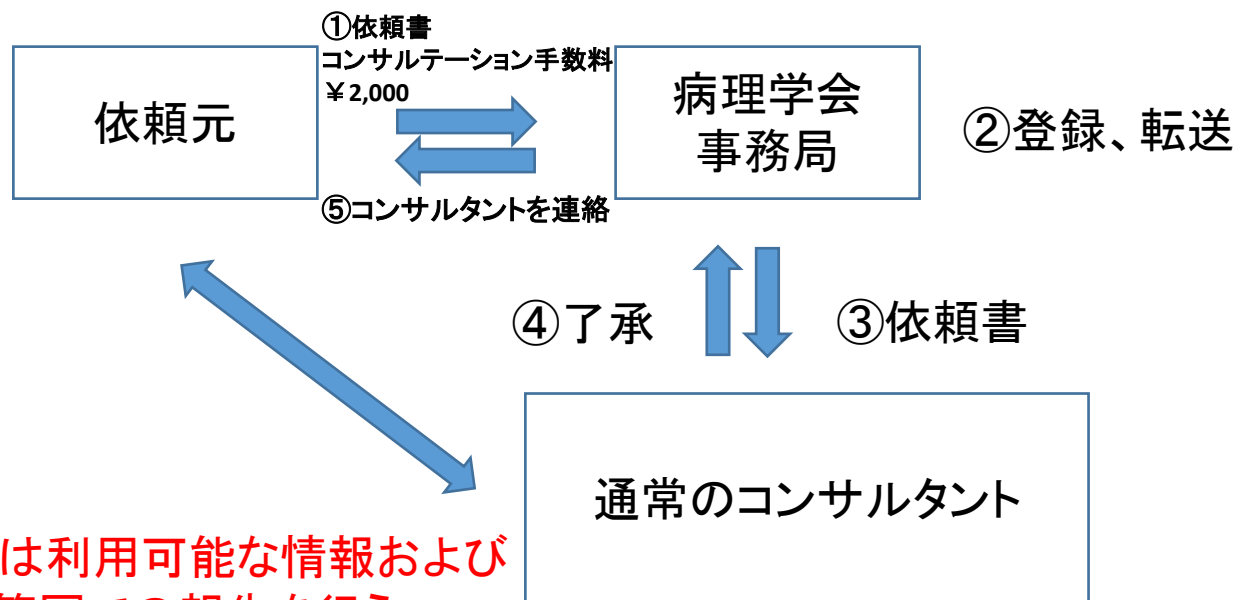 ①依頼書
コンサルテーション手数料
￥2,000
依頼元
病理学会
事務局
②登録、転送
⑤コンサルタントを連絡
④了承
③依頼書
通常のコンサルタント
は利用可能な情報および